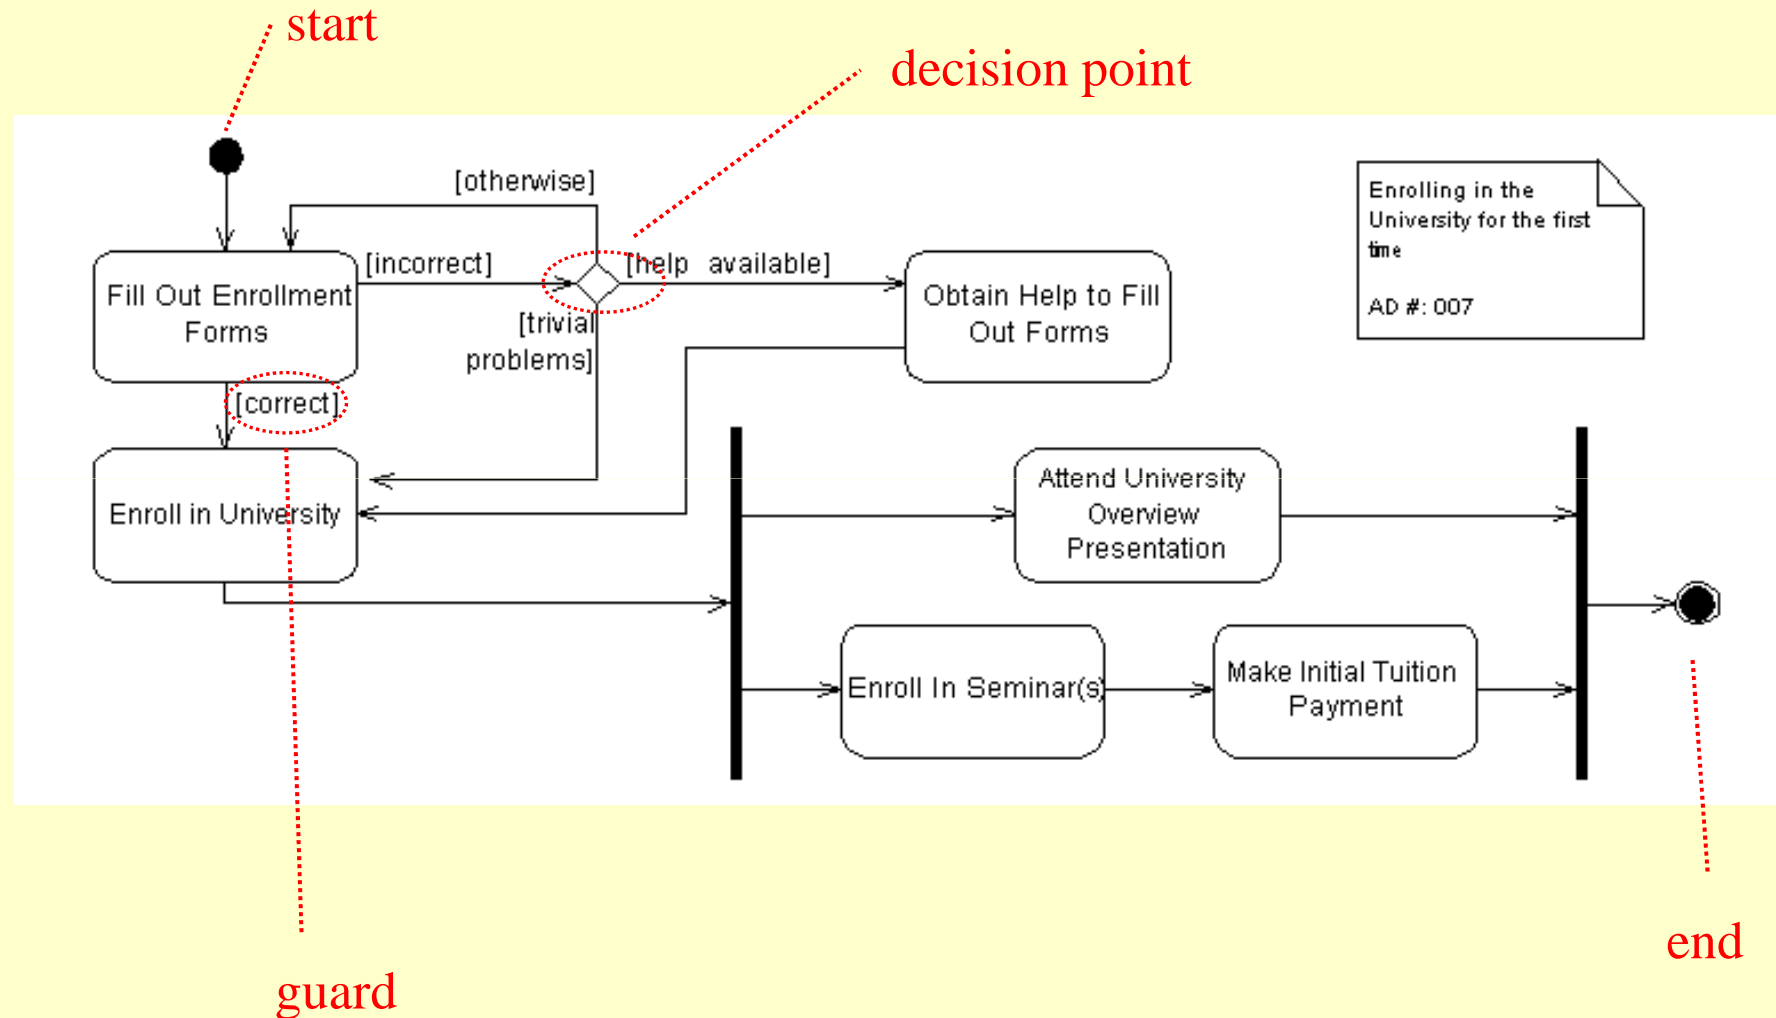 start
decision point
[otherwise]
Enrolling in the
University for the first
time
AD #: 007
[incorrect]
[help available]
Fill Out Enrollment
Forms
[trivial
problems]
Obtain Help to Fill
Out Forms
[correct]
Enroll in University
Attend University
Overview
Presentation
Enroll In Seminar(s)
Make Initial Tuition
Payment
end
guard